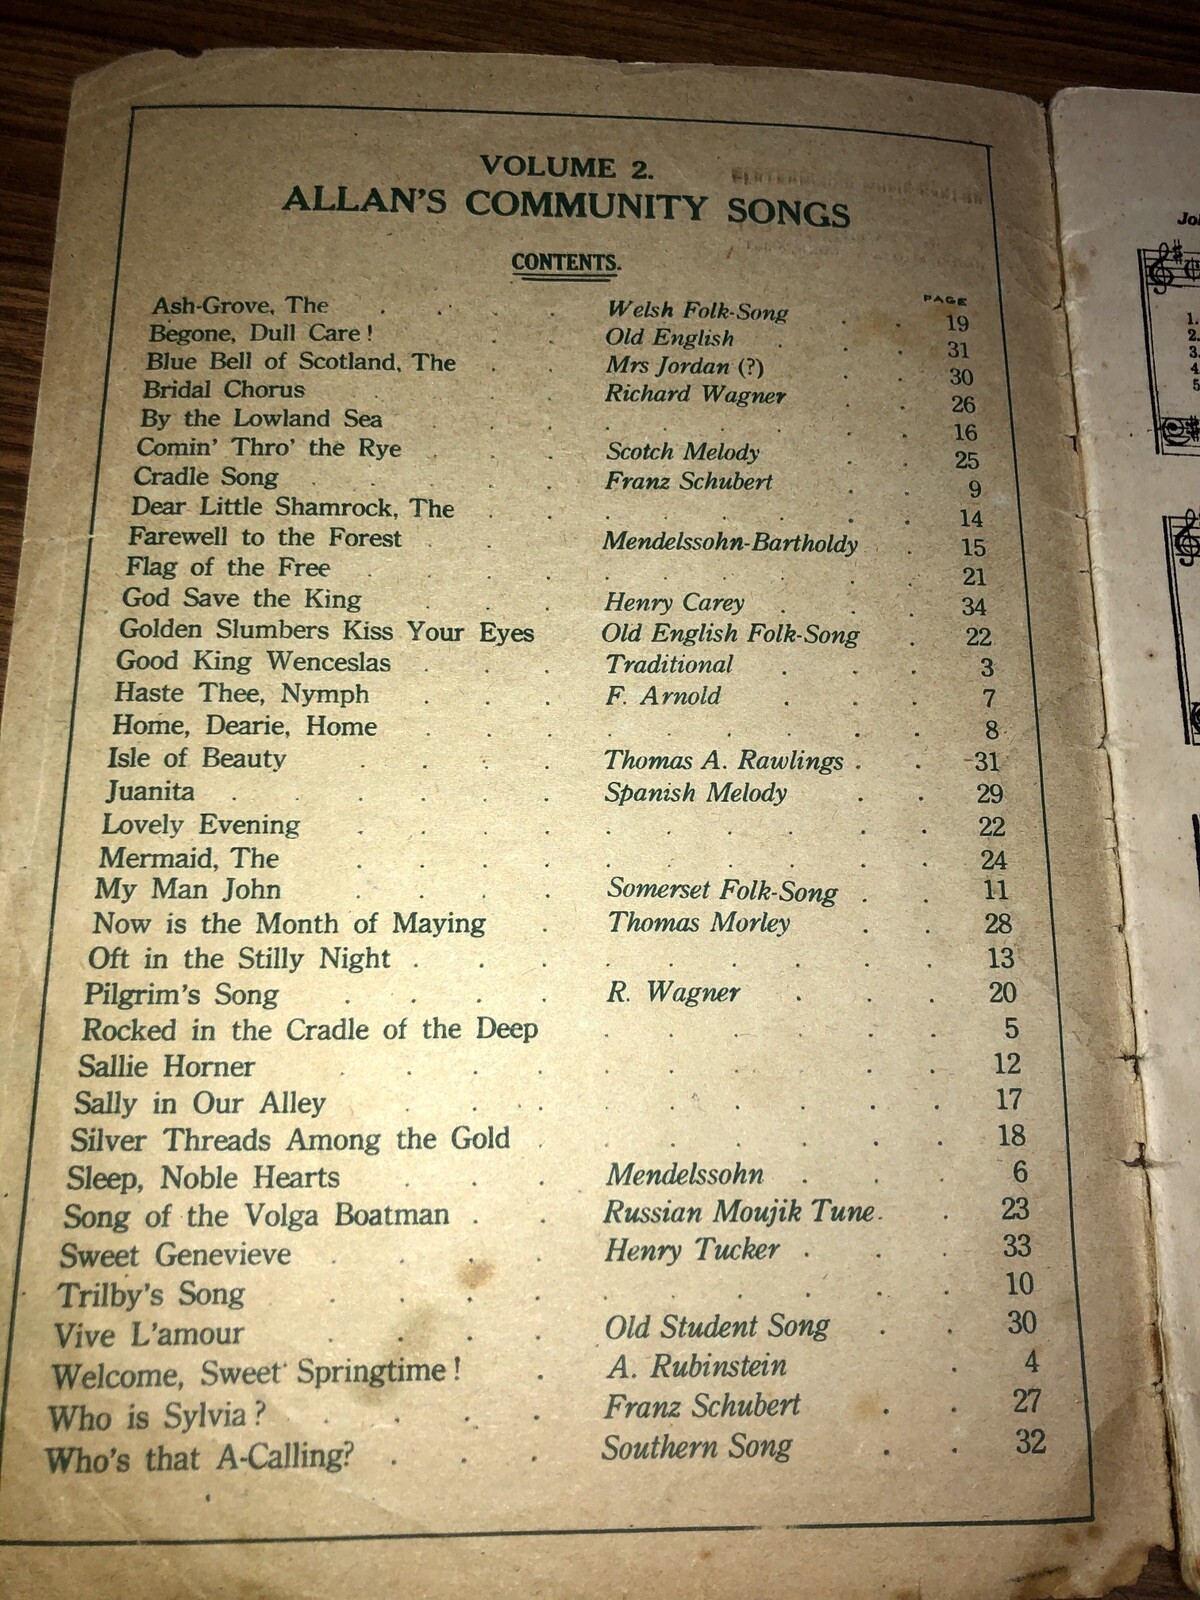 VOLUME 2.
ALLAN'S COMMUNITY SONGS
CONTENTS.
PAGE
Ash-Grove, The . . . . Welsh Folk-Song . . 19
Begone, Dull Care! . . Old English . . . 31
Blue Bell of Scotland, The . . Mrs Jordan (?) . . 30
Bridal Chorus . . . Richard Wagner . . 26
By the Lowland Sea . . . . . . . . 16
Comin' Thro' the Rye . . Scotch Melody . . 25
Cradle Song . . . . Franz Schubert . . 9
Dear Little Shamrock, The . . . . . . . 14
Farewell to the Forest . . Mendelssohn-Bartholdy . 15
Flag of the Free . . . . . . . . 21
God Save the King . . . Henry Carey . . . 34
Golden Slumbers Kiss Your Eyes Old English Folk-Song . 22
Good King Wenceslas . . . Traditional . . . 3
Haste Thee, Nymph . . . F. Arnold . . . 7
Home, Dearie, Home . . . . . . . . 8
Isle of Beauty . . . . Thomas A. Rawlings . . 31
Juanita . . . . . . Spanish Melody . . 29
Lovely Evening . . . . . . . . . 22
Mermaid, The . . . . . . . . . 24
My Man John . . . . Somerset Folk-Song . . 11
Now is the Month of Maying . Thomas Morley . . 28
Oft in the Stilly Night . . . . . . . . 13
Pilgrim's Song . . . . R. Wagner . . . 20
Rocked in the Cradle of the Deep . . . . . 5
Sallie Horner . . . . . . . . . 12
Sally in Our Alley . . . . . . . . 17
Silver Threads Among the Gold . . . . . . 18
Sleep, Noble Hearts . . . Mendelssohn . . . 6
Song of the Volga Boatman . . Russian Moujik Tune . . 23
Sweet Genevieve . . . . Henry Tucker . . . 33
Trilby's Song . . . . . . . . . 10
Vive L'amour . . . . Old Student Song . . 30
Welcome, Sweet Springtime! . A. Rubinstein . 4
Who is Sylvia? . . . . Franz Schubert . . 27
Who's that A-Calling? . . . Southern Song . . 32
1.
2.
3.
4
5